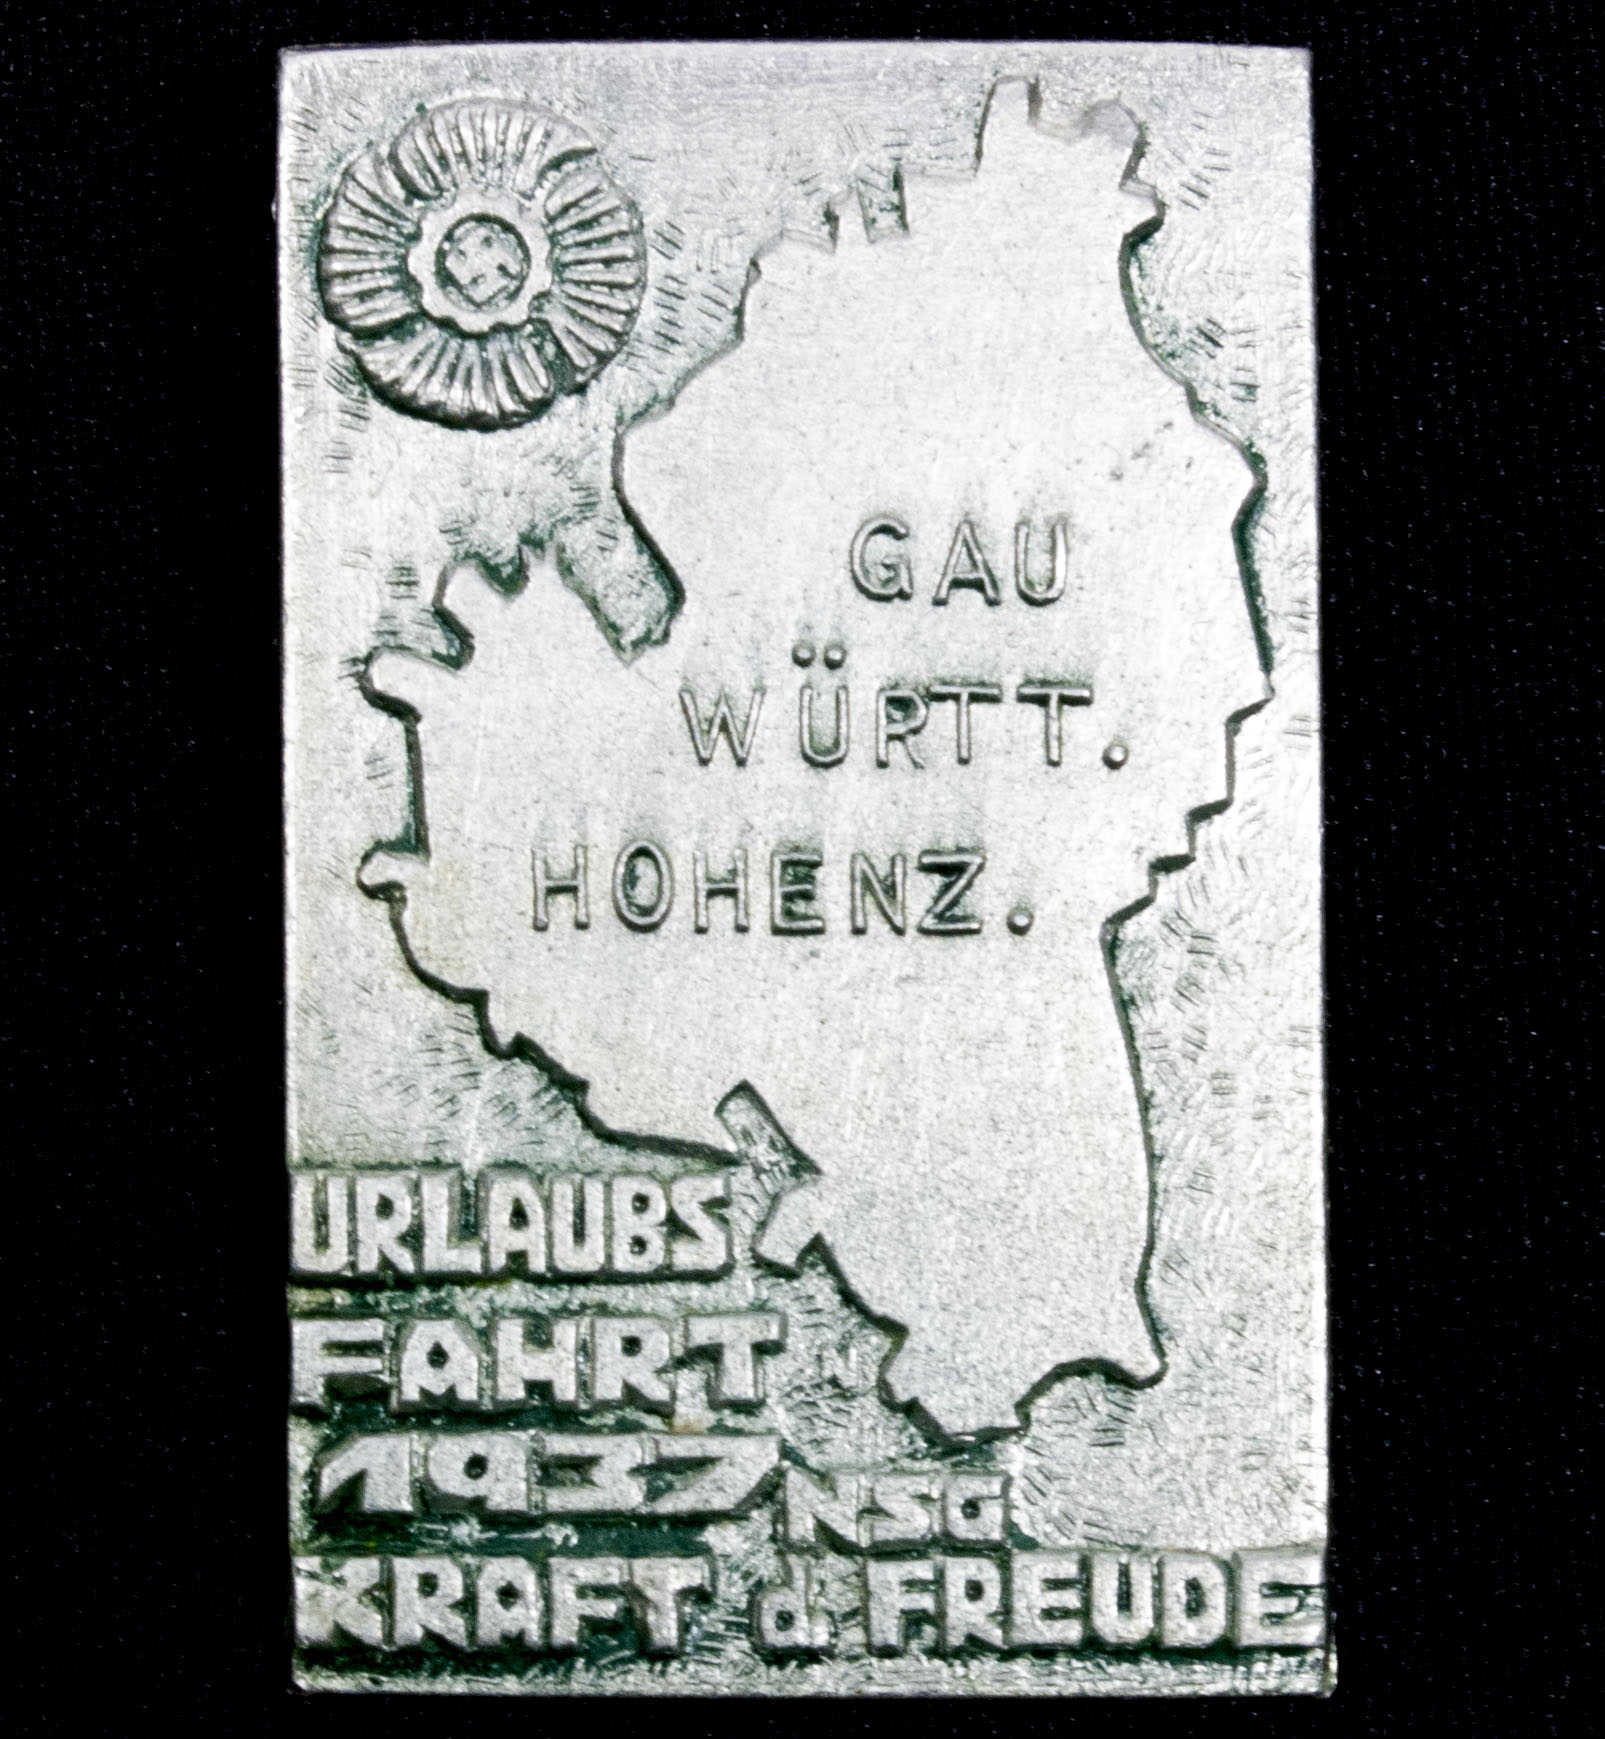 GAU
WÜRTT.
HOHENZ.
URLAUBS
FAHRT
1937
NSG
KRAFT d. FREUDE